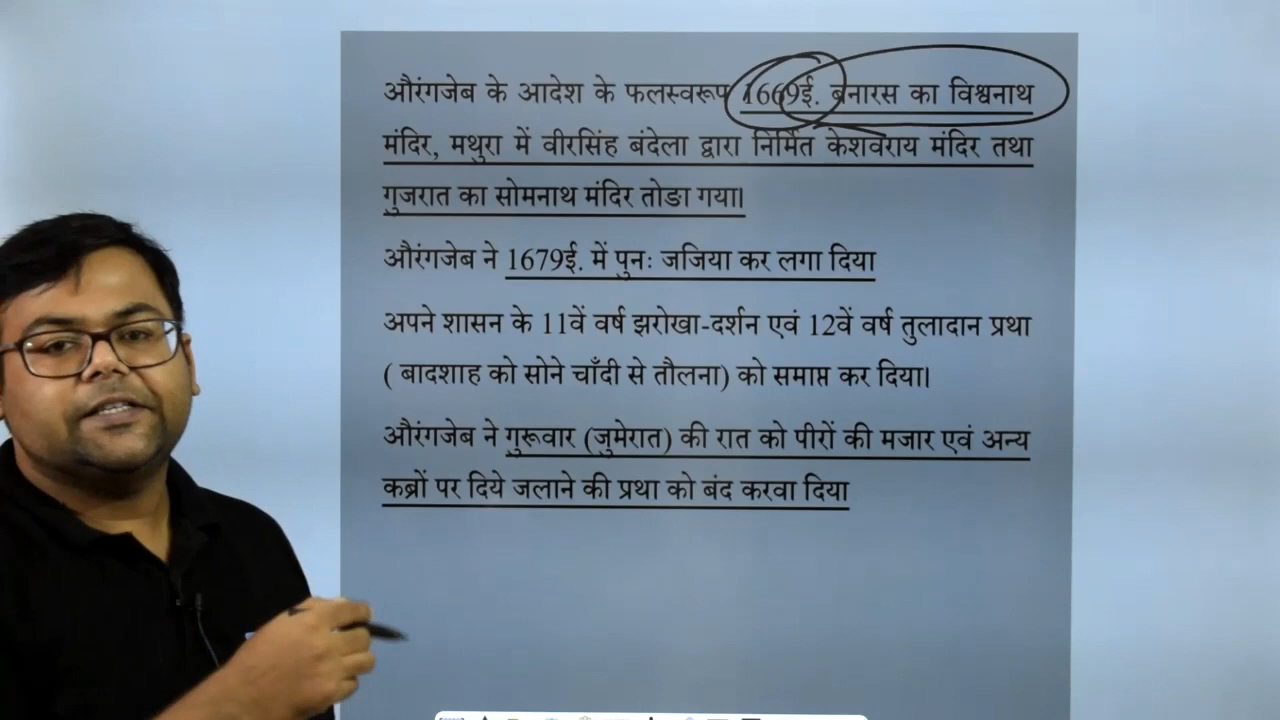 औरंगजेब के आदेश के फलस्वरूप 1669ई. बनारस का विश्वनाथ
मंदिर, मथुरा में वीरसिंह बंदेला द्वारा निर्मित केशवराय मंदिर तथा
गुजरात का सोमनाथ मंदिर तोङा गया।
औरंगजेब ने 1679ई. में पुनः जजिया कर लगा दिया
अपने शासन के 11वें वर्ष झरोखा-दर्शन एवं 12वें वर्ष तुलादान प्रथा
( बादशाह को सोने चाँदी से तौलना) को समाप्त कर दिया।
औरंगजेब ने गुरूवार (जुमेरात) की रात को पीरों की मजार एवं अन्य
कब्रों पर दिये जलाने की प्रथा को बंद करवा दिया